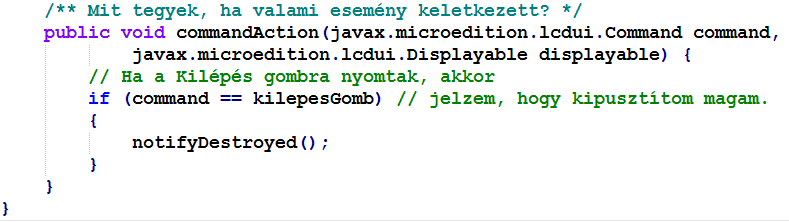 /** Mit tegyek, ha valami esemény keletkezett? */
public void commandAction(javax.microedition.lcdui.Command command,
javax.microedition.lcdui.Displayable displayable) {
// Ha a Kilépés gombra nyomtak, akkor
if (command == kilepesGomb) // jelzem, hogy kipusztítom magam.
{
notifyDestroyed();
}
}
}